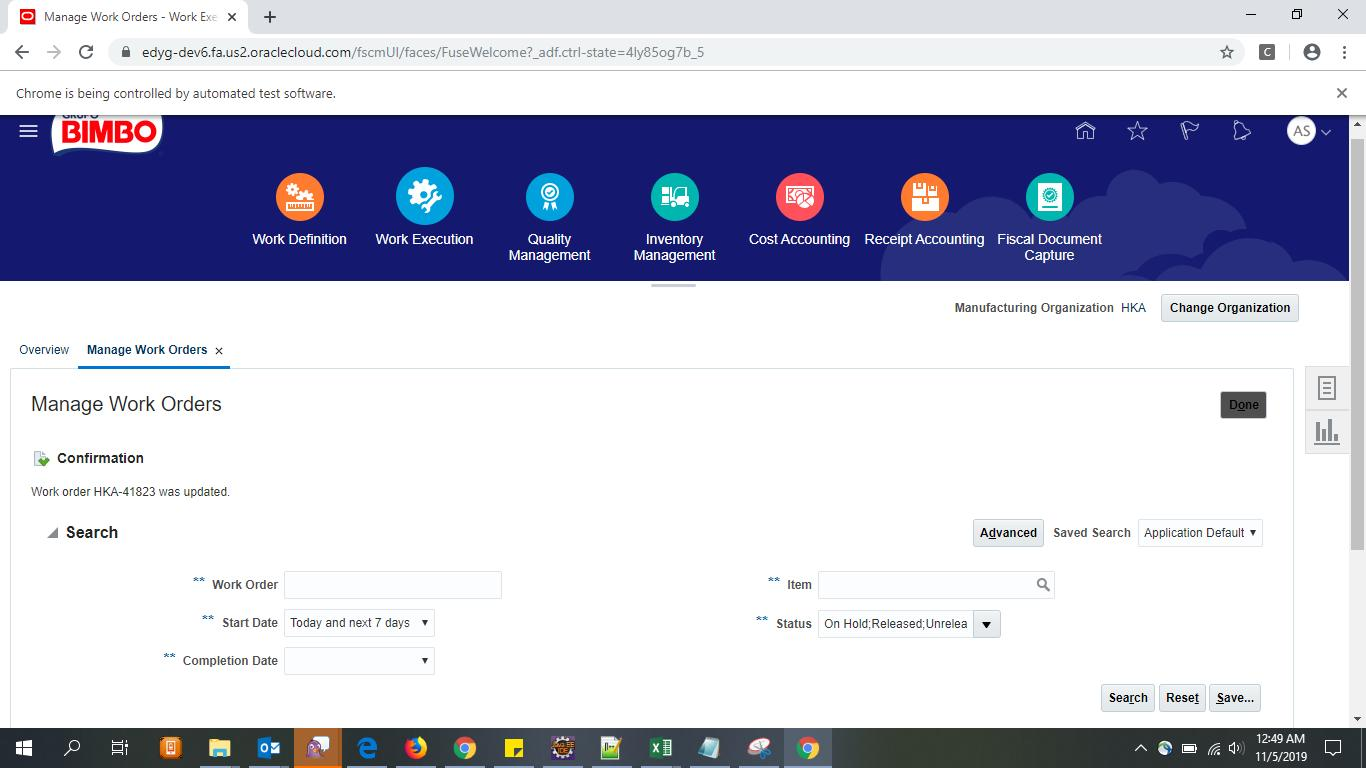 Manage Work Orders - Work Exe
edyg-dev6.fa.us2.oraclecloud.com/fscmUI/faces/FuseWelcome?_adf.ctrl-state=4ly85og7b_5
C
Chrome is being controlled by automated test software.
GRUPO
BIMBO
AS
Work Definition
Work Execution
Quality Management
Inventory Management
Cost Accounting
Receipt Accounting
Fiscal Document Capture
Manufacturing Organization HKA
Change Organization
Overview
Manage Work Orders
Manage Work Orders
Done
Confirmation
Work order HKA-41823 was updated.
Search
Advanced
Saved Search
Application Default
** Work Order
** Item
** Start Date
Today and next 7 days
** Status
On Hold;Released;Unrelea
** Completion Date
Search
Reset
Save...
12:49 AM
11/5/2019